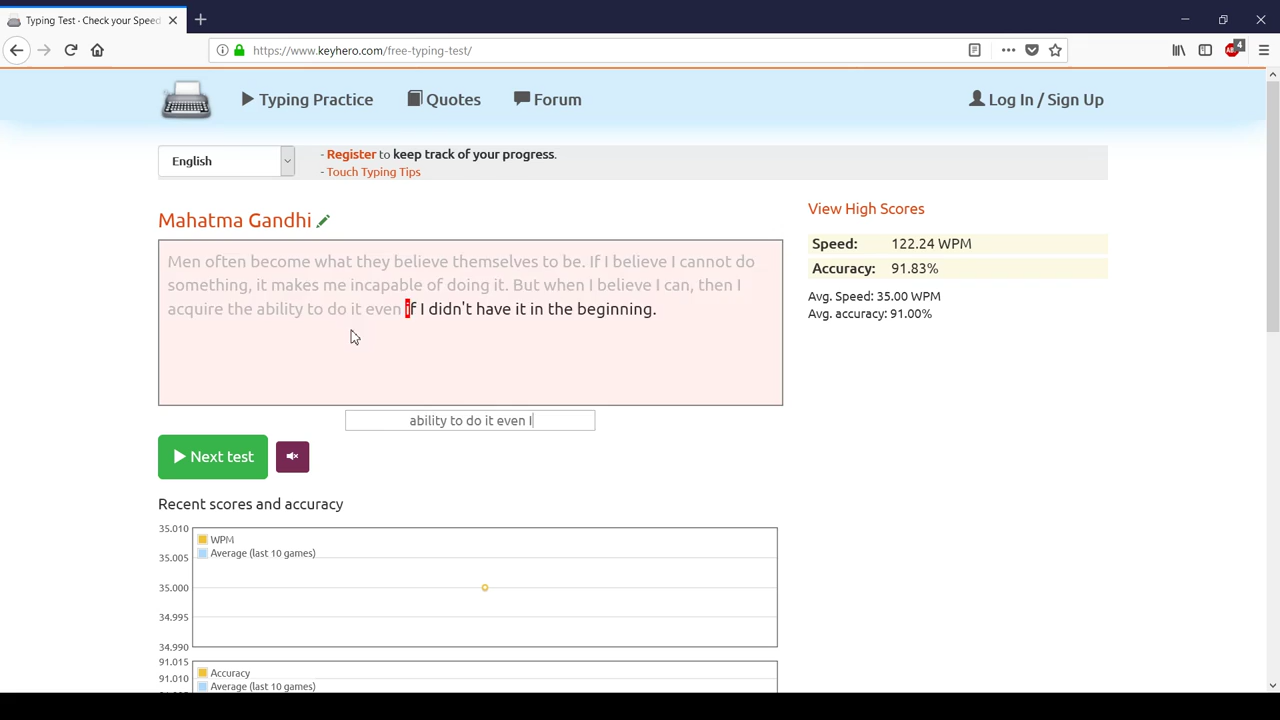 Typing Test - Check your Speed
https://www.keyhero.com/free-typing-test/
4
Typing Practice
Quotes
Forum
Log In / Sign Up
English
- Register to keep track of your progress.
- Touch Typing Tips
Mahatma Gandhi
Men often become what they believe themselves to be. If I believe I cannot do
something, it makes me incapable of doing it. But when I believe I can, then I
acquire the ability to do it even if I didn't have it in the beginning.
ability to do it even I
Next test
View High Scores
Speed: 122.24 WPM
Accuracy: 91.83%
Avg. Speed: 35.00 WPM
Avg. accuracy: 91.00%
Recent scores and accuracy
35.010
WPM
Average (last 10 games)
35.005
35.000
34.995
34.990
91.015
Accuracy
91.010
Average (last 10 games)